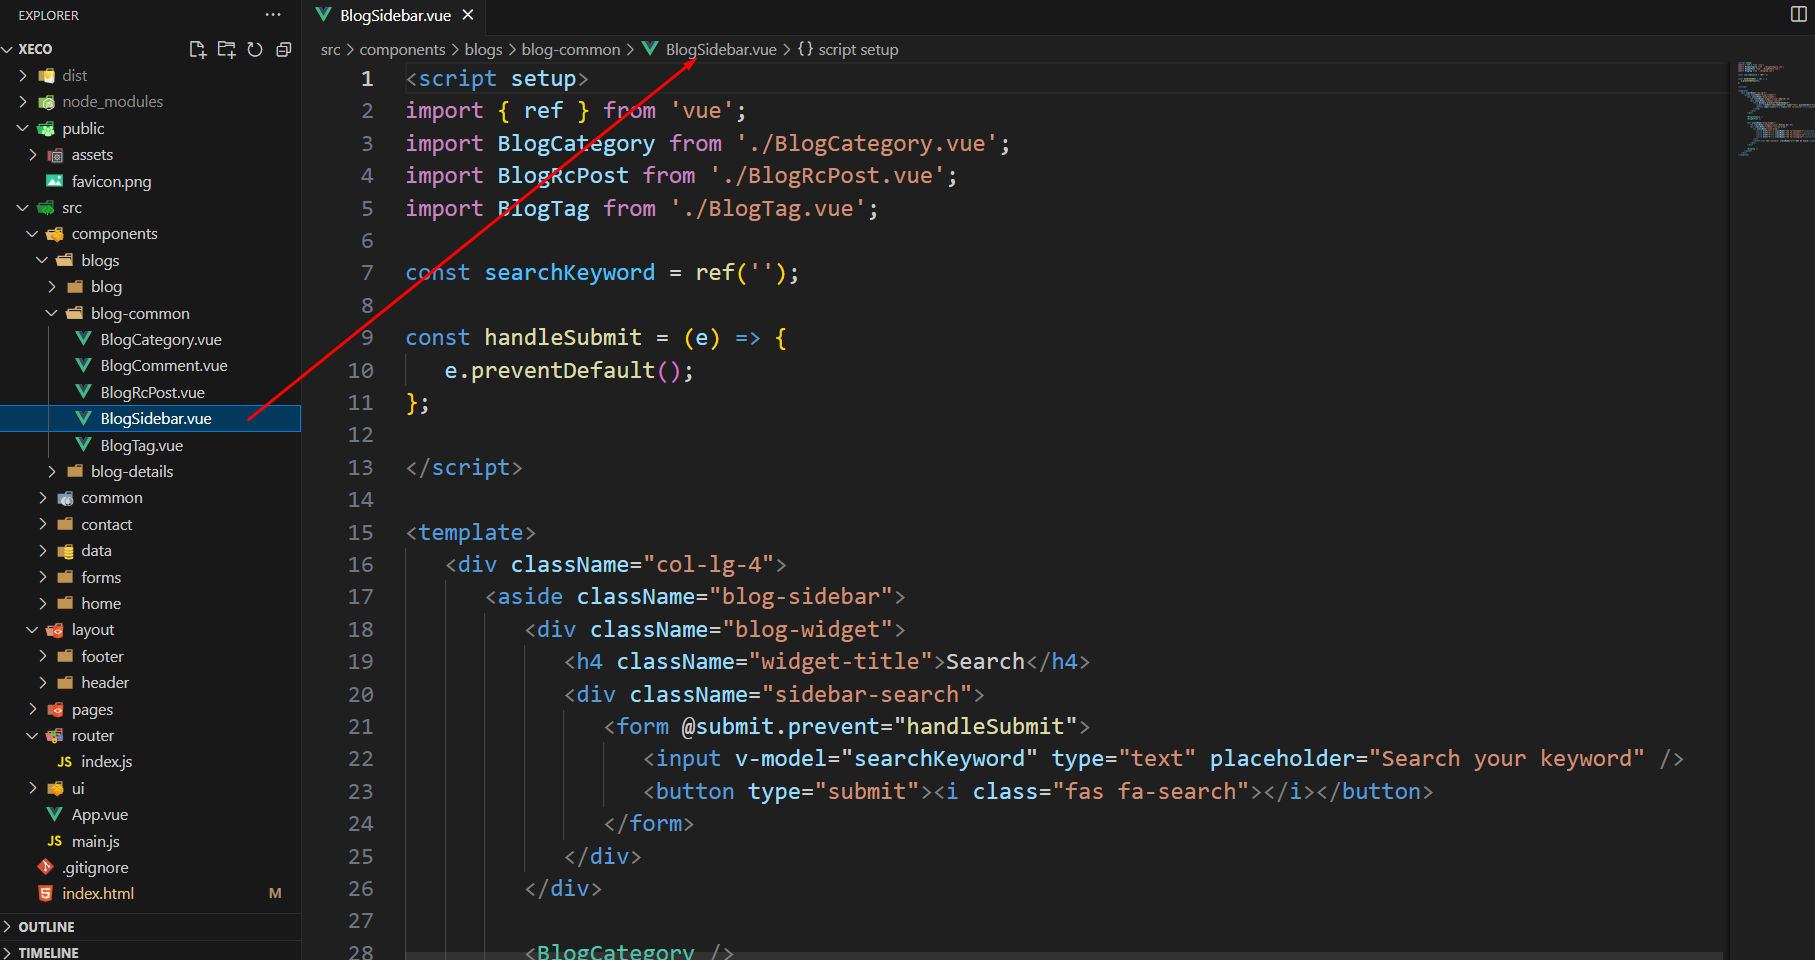 EXPLORER
XECO
dist
node_modules
public
assets
favicon.png
src
components
blogs
blog
blog-common
BlogCategory.vue
BlogComment.vue
BlogRcPost.vue
BlogSidebar.vue
BlogTag.vue
blog-details
common
contact
data
forms
home
layout
footer
header
pages
router
JS index.js
ui
App.vue
JS main.js
.gitignore
index.html M
OUTLINE
TIMELINE
BlogSidebar.vue
src > components > blogs > blog-common > BlogSidebar.vue > {} script setup
1 <script setup>
2 import { ref } from 'vue';
3 import BlogCategory from './BlogCategory.vue';
4 import BlogRcPost from './BlogRcPost.vue';
5 import BlogTag from './BlogTag.vue';
6
7 const searchKeyword = ref('');
8
9 const handleSubmit = (e) => {
10 e.preventDefault();
11 };
12
13 </script>
14
15 <template>
16 <div className="col-lg-4">
17 <aside className="blog-sidebar">
18 <div className="blog-widget">
19 <h4 className="widget-title">Search</h4>
20 <div className="sidebar-search">
21 <form @submit.prevent="handleSubmit">
22 <input v-model="searchKeyword" type="text" placeholder="Search your keyword" />
23 <button type="submit"><i class="fas fa-search"></i></button>
24 </form>
25 </div>
26 </div>
27
28 <BlogCategory />